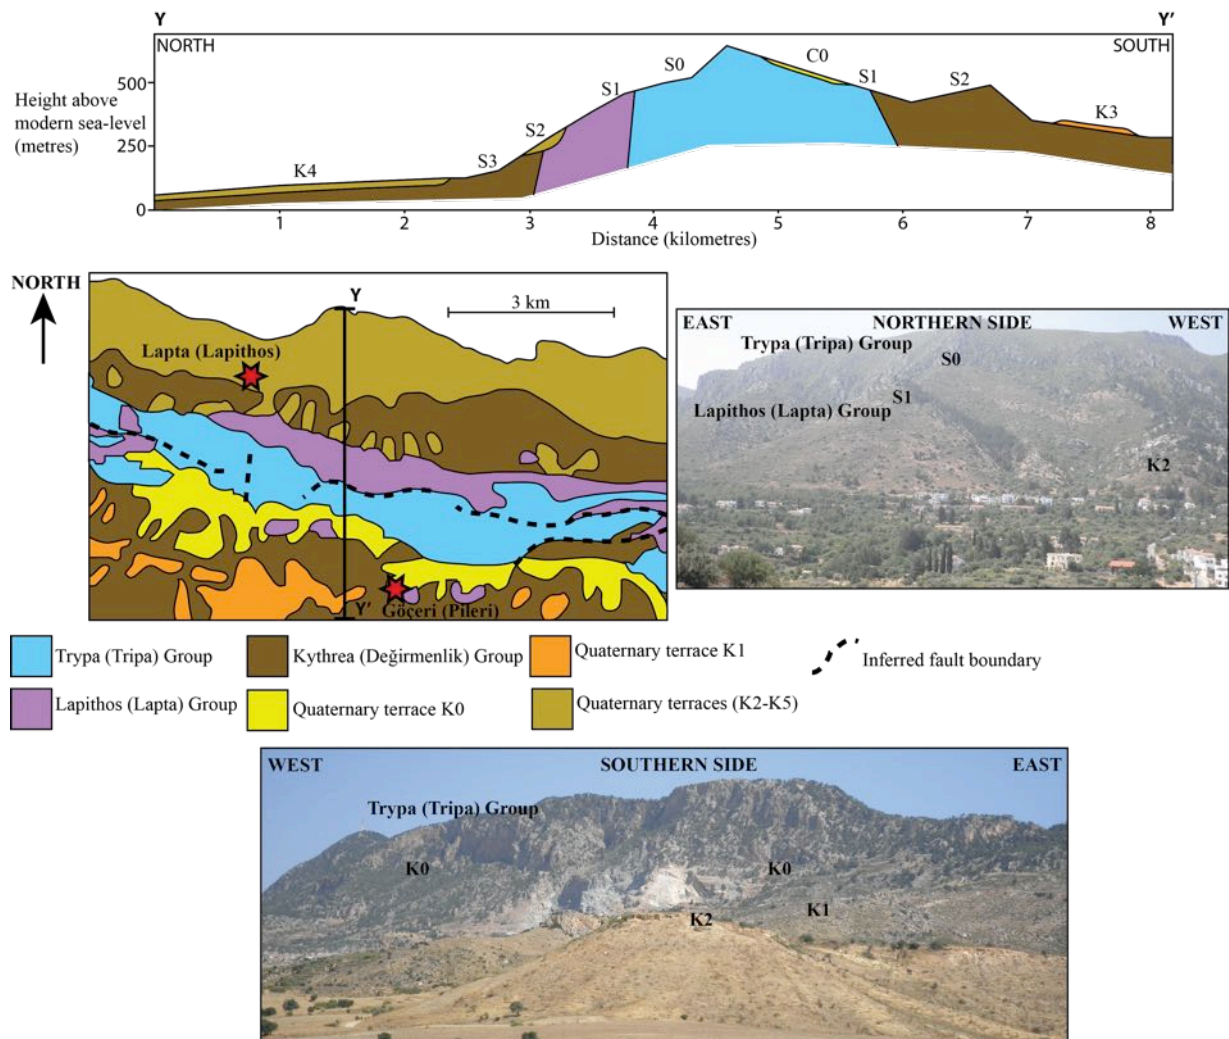 Y
Y’
NORTH
SOUTH
Height above
modern sea-level
(metres)
500
250
0
K4
S3
S2
S1
S0
C0
S1
S2
K3
1
2
3
4
5
6
7
8
Distance (kilometres)
NORTH
Y
3 km
Lapta (Lapithos)
Y’
Göçeri (Pileri)
EAST
NORTHERN SIDE
WEST
Trypa (Tripa) Group
S0
S1
Lapithos (Lapta) Group
K2
Trypa (Tripa) Group
Kythrea (Değirmenlik) Group
Quaternary terrace K1
Inferred fault boundary
Lapithos (Lapta) Group
Quaternary terrace K0
Quaternary terraces (K2-K5)
WEST
SOUTHERN SIDE
EAST
Trypa (Tripa) Group
K0
K0
K1
K2